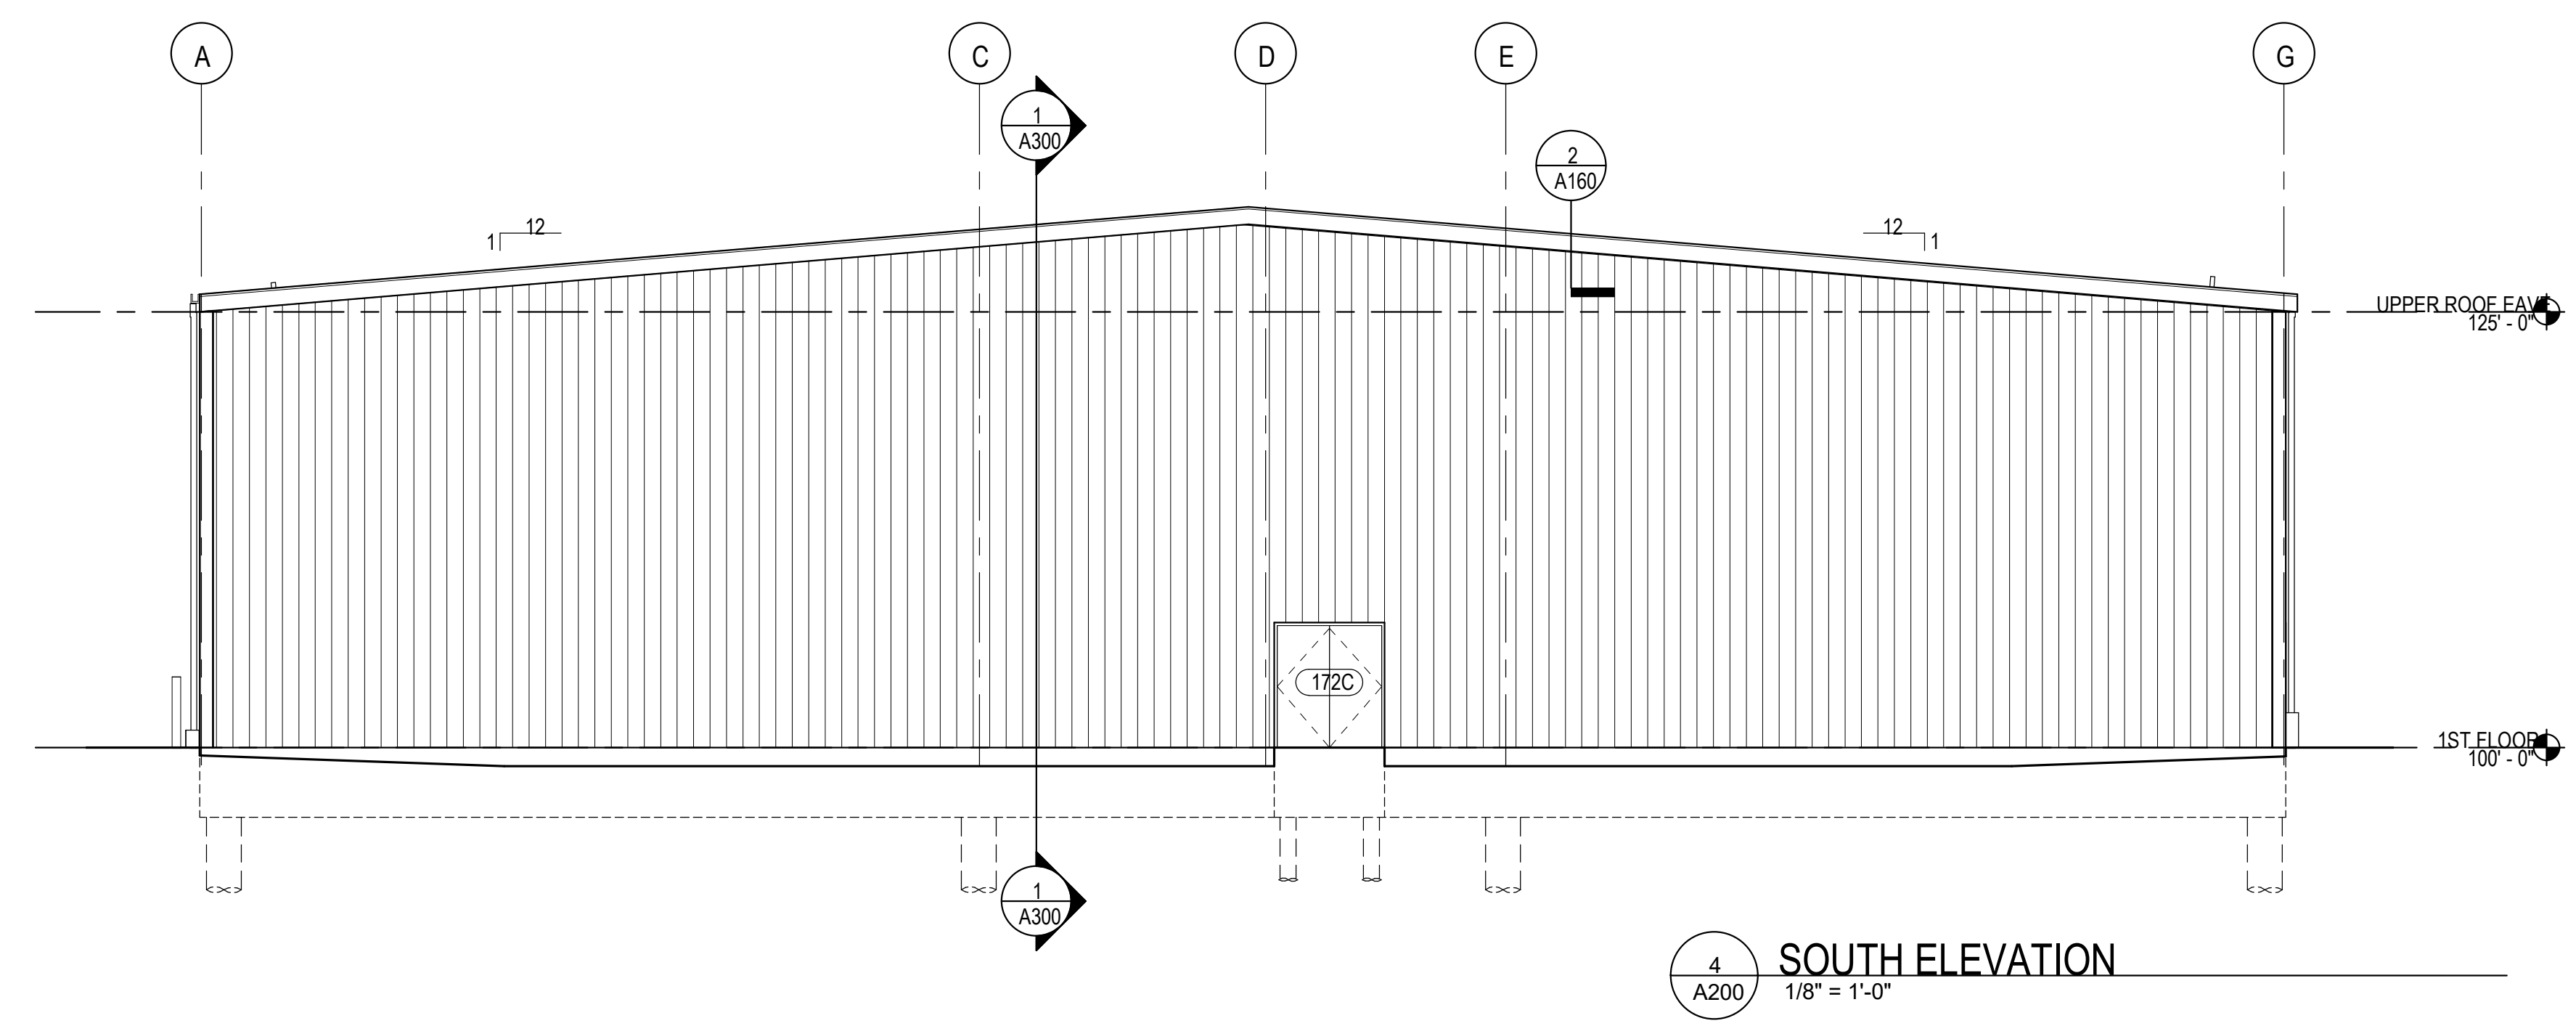 A
C
D
E
G
1
A300
2
A160
12
1
12
1
UPPER ROOF EAVE
125' - 0"
172C
1ST FLOOR
100' - 0"
1
A300
4
A200
SOUTH ELEVATION
1/8" = 1'-0"